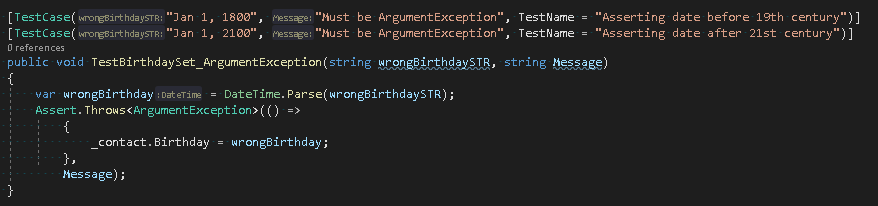 [TestCase(wrongBirthdaySTR:"Jan 1, 1800", Message:"Must be ArgumentException", TestName = "Asserting date before 19th century")]
[TestCase(wrongBirthdaySTR:"Jan 1, 2100", Message:"Must be ArgumentException", TestName = "Asserting date after 21st century")]
0 references
public void TestBirthdaySet_ArgumentException(string wrongBirthdaySTR, string Message)
{
var wrongBirthday:DateTime = DateTime.Parse(wrongBirthdaySTR);
Assert.Throws<ArgumentException>(() =>
{
_contact.Birthday = wrongBirthday;
},
Message);
}